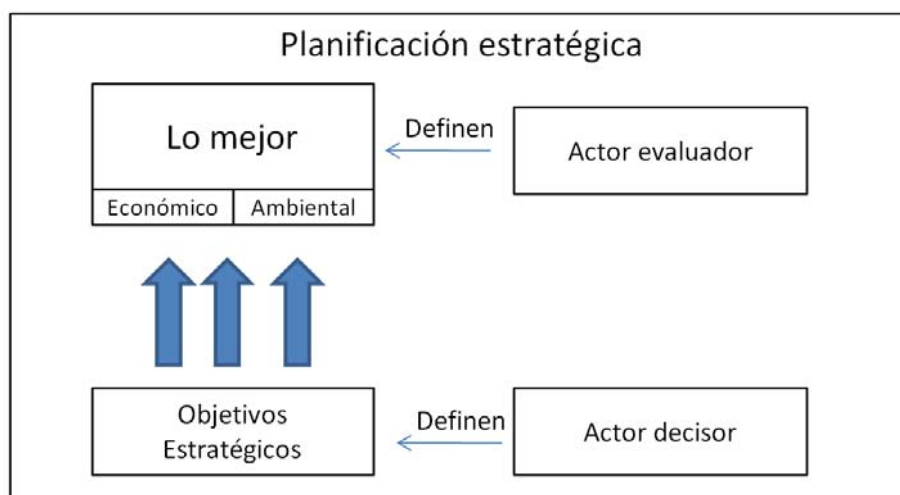 Planificación estratégica
Lo mejor
Definen
Actor evaluador
Económico
Ambiental
Objetivos
Estratégicos
Definen
Actor decisor